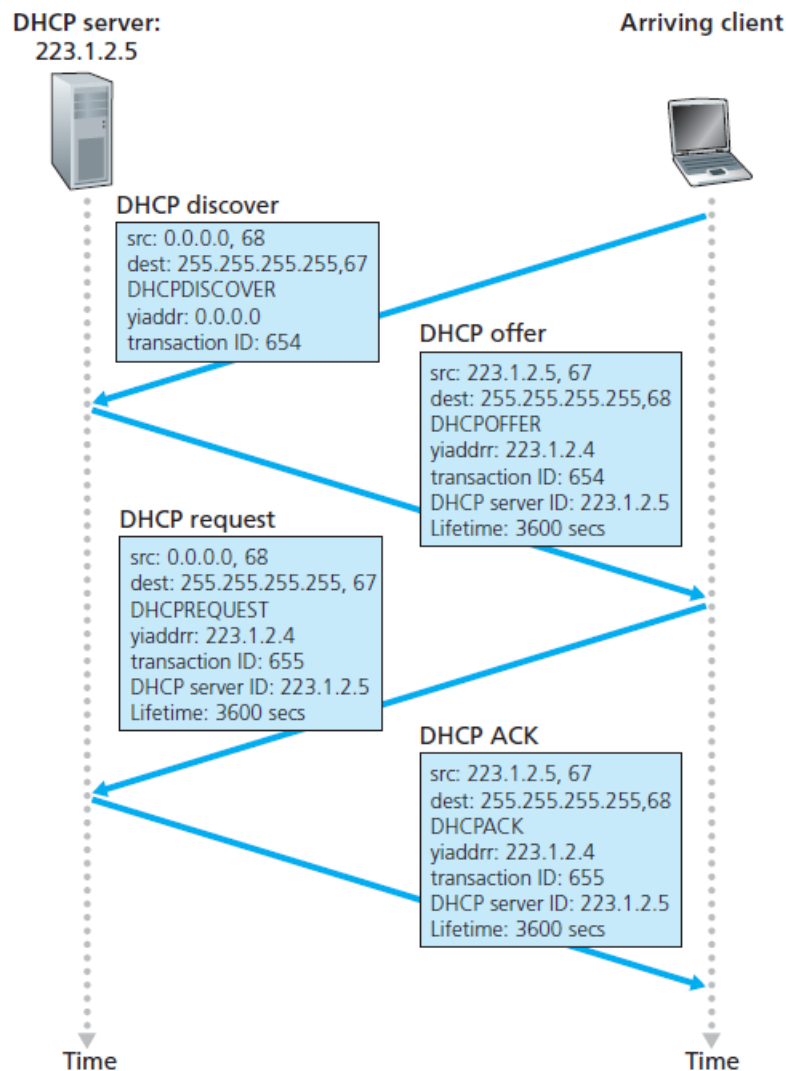 DHCP server:
223.1.2.5
Arriving client
DHCP discover
src: 0.0.0.0, 68
dest: 255.255.255.255,67
DHCPDISCOVER
yiaddr: 0.0.0.0
transaction ID: 654
DHCP offer
src: 223.1.2.5, 67
dest: 255.255.255.255,68
DHCPOFFER
yiaddrr: 223.1.2.4
transaction ID: 654
DHCP server ID: 223.1.2.5
Lifetime: 3600 secs
DHCP request
src: 0.0.0.0, 68
dest: 255.255.255.255, 67
DHCPREQUEST
yiaddrr: 223.1.2.4
transaction ID: 655
DHCP server ID: 223.1.2.5
Lifetime: 3600 secs
DHCP ACK
src: 223.1.2.5, 67
dest: 255.255.255.255,68
DHCPACK
yiaddrr: 223.1.2.4
transaction ID: 655
DHCP server ID: 223.1.2.5
Lifetime: 3600 secs
Time
Time